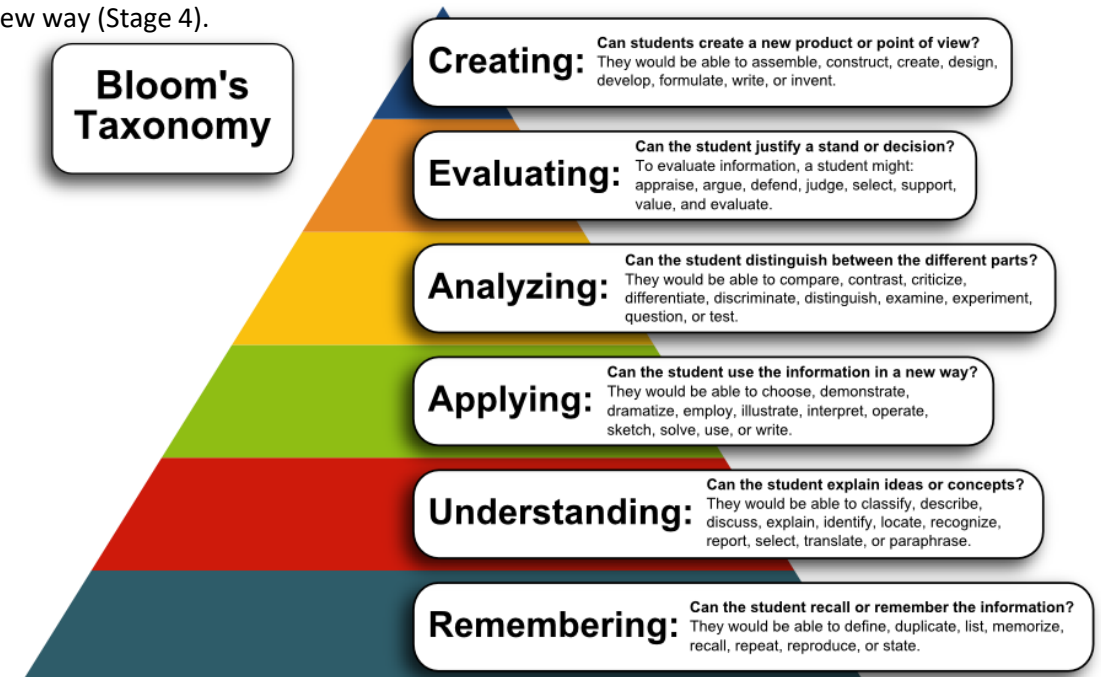 ew way (Stage 4).
Bloom's
Taxonomy
Creating:
Can students create a new product or point of view?
They would be able to assemble, construct, create, design,
develop, formulate, write, or invent.
Evaluating:
Can the student justify a stand or decision?
To evaluate information, a student might:
appraise, argue, defend, judge, select, support,
value, and evaluate.
Analyzing:
Can the student distinguish between the different parts?
They would be able to compare, contrast, criticize,
differentiate, discriminate, distinguish, examine, experiment,
question, or test.
Applying:
Can the student use the information in a new way?
They would be able to choose, demonstrate,
dramatize, employ, illustrate, interpret, operate,
sketch, solve, use, or write.
Understanding:
Can the student explain ideas or concepts?
They would be able to classify, describe,
discuss, explain, identify, locate, recognize,
report, select, translate, or paraphrase.
Remembering:
Can the student recall or remember the information?
They would be able to define, duplicate, list, memorize,
recall, repeat, reproduce, or state.